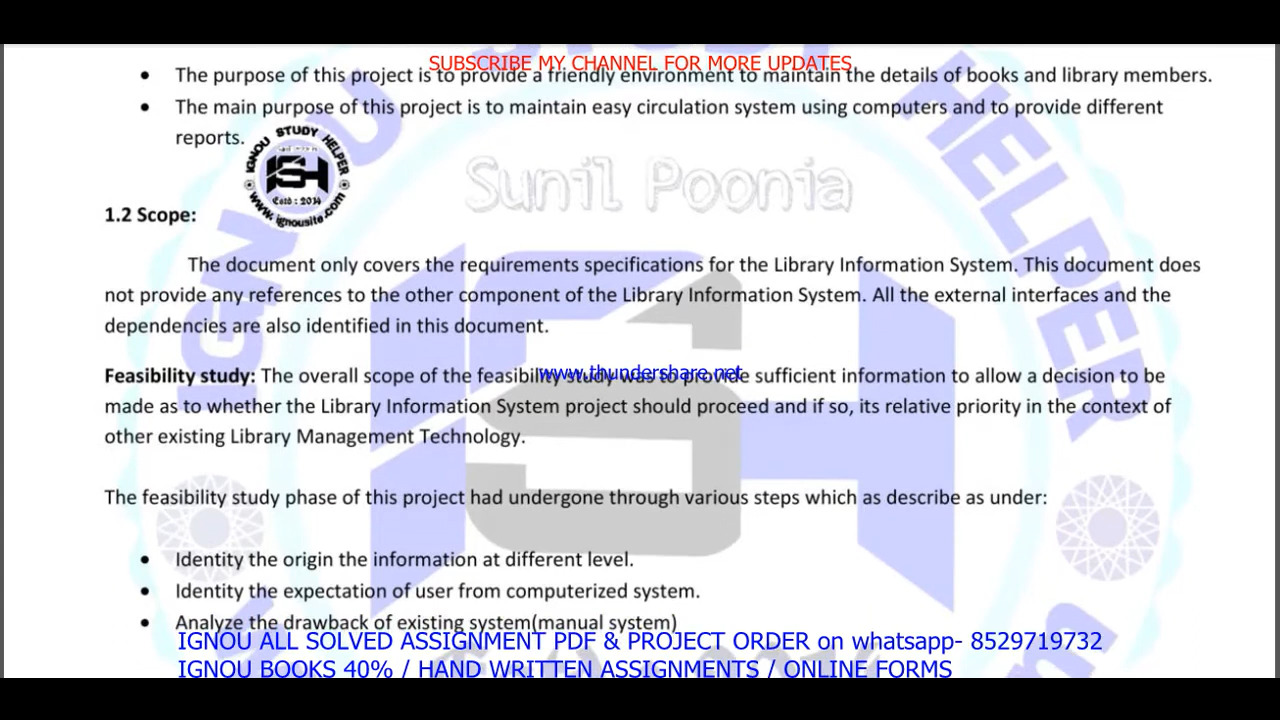 SUBSCRIBE MY CHANNEL FOR MORE UPDATES
• The purpose of this project is to provide a friendly environment to maintain the details of books and library members.
• The main purpose of this project is to maintain easy circulation system using computers and to provide different
reports.
IGNOU STUDY HELPER
ISH
Estd : 2014
www.ignousite.com
Sunil Poonia
1.2 Scope:
The document only covers the requirements specifications for the Library Information System. This document does
not provide any references to the other component of the Library Information System. All the external interfaces and the
dependencies are also identified in this document.
www.thundershare.net
Feasibility study: The overall scope of the feasibility study was to provide sufficient information to allow a decision to be
made as to whether the Library Information System project should proceed and if so, its relative priority in the context of
other existing Library Management Technology.
The feasibility study phase of this project had undergone through various steps which as describe as under:
• Identity the origin the information at different level.
• Identity the expectation of user from computerized system.
• Analyze the drawback of existing system(manual system)
IGNOU ALL SOLVED ASSIGNMENT PDF & PROJECT ORDER on whatsapp- 8529719732
IGNOU BOOKS 40% / HAND WRITTEN ASSIGNMENTS / ONLINE FORMS